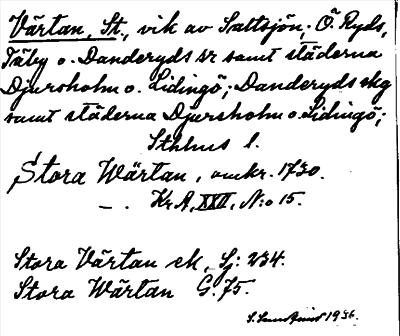 Värtan, St., vik av Saltsjön, Ö. Ryds,
Täby o. Danderyds sr samt städerna
Djursholm o. Lidingö; Danderyds skg
samt städerna Djursholm o. Lidingö;
Sthlms l.
Stora Wärtan, omkr. 1730.
—. Kr A, XXII, N:o 15.
Stora Värtan ek, Sj: 234.
Stora Wärtan G. 75.
1936.